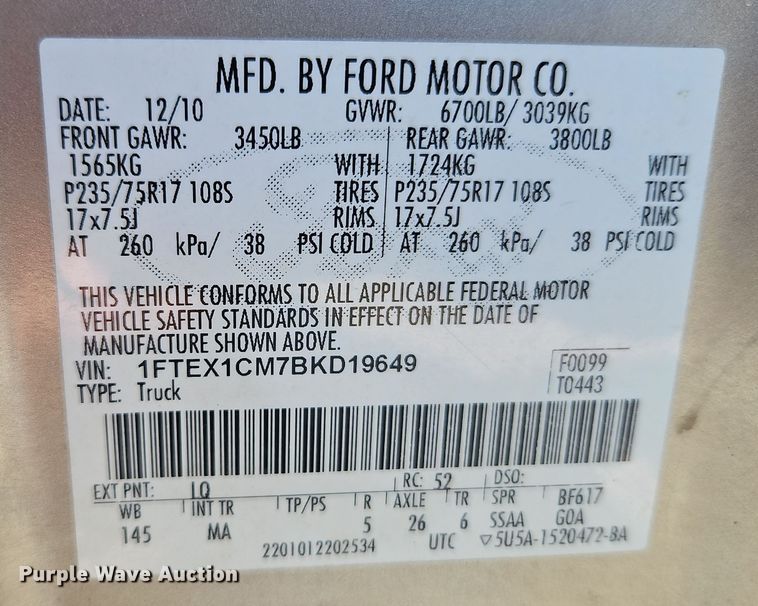 MFD. BY FORD MOTOR CO.
DATE: 12/10 GVWR: 6700LB/ 3039KG
FRONT GAWR: 3450LB REAR GAWR: 3800LB
1565KG WITH 1724KG WITH
P235/75R17 108S TIRES P235/75R17 108S TIRES
17x7.5J RIMS 17x7.5J RIMS
AT 260 kPa/ 38 PSI COLD AT 260 kPa/ 38 PSI COLD
THIS VEHICLE CONFORMS TO ALL APPLICABLE FEDERAL MOTOR
VEHICLE SAFETY STANDARDS IN EFFECT ON THE DATE OF
MANUFACTURE SHOWN ABOVE.
VIN: 1FTEX1CM7BKD19649 F0099
TYPE: Truck T0443
EXT PNT: LQ RC: 52 DSO:
WB INT TR TP/PS R AXLE TR SPR BF617
145 MA 5 26 6 SSAA GOA
2201012202534 UTC ▽5U5A-1520472-BA
Purple Wave Auction